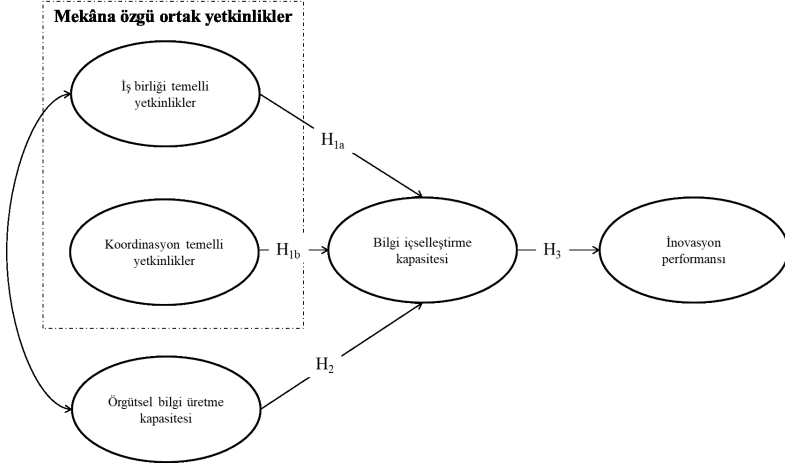 Mekâna özgü ortak yetkinlikler
İş birliği temelli
yetkinlikler
H1a
Koordinasyon temelli
yetkinlikler
H1b
Bilgi içselleştirme
kapasitesi
H3
İnovasyon
performansı
H2
Örgütsel bilgi üretme
kapasitesi